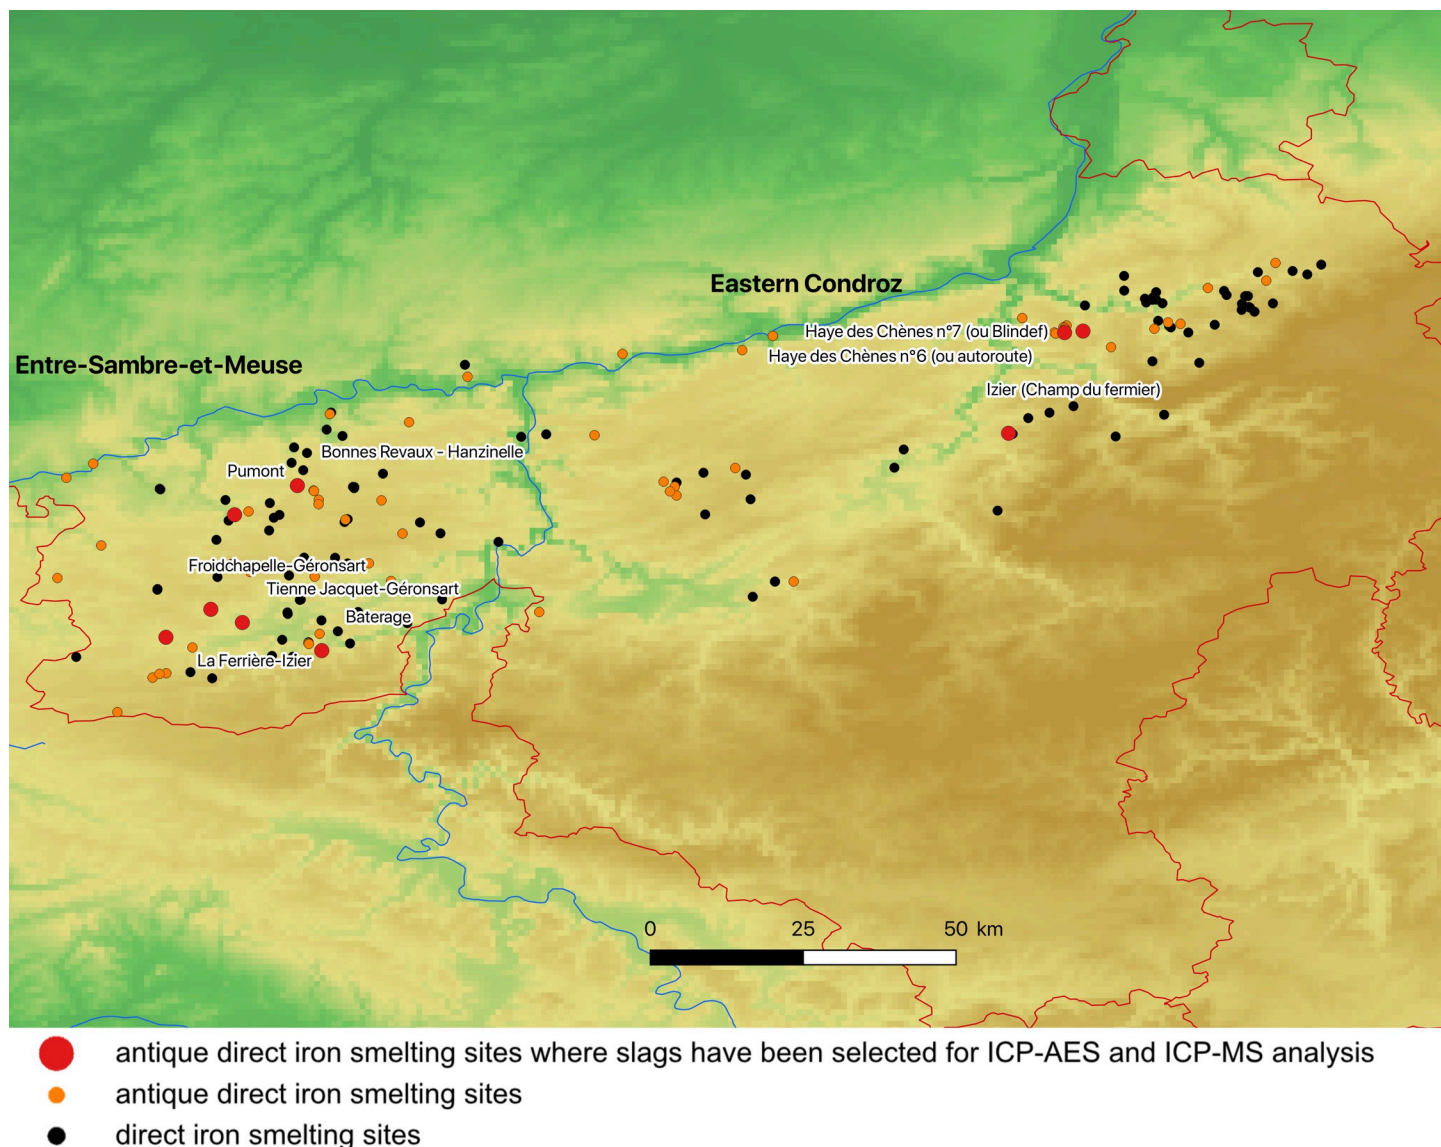 Eastern Condroz
Haye des Chènes n°7 (ou Blindef)
Haye des Chènes n°6 (ou autoroute)
Entre-Sambre-et-Meuse
Izier (Champ du fermier)
Bonnes Revaux - Hanzinelle
Pumont
Froidchapelle-Géronsart
Tienne Jacquet-Géronsart
Bàterage
La Ferrière-Izier
0 25 50 km
antique direct iron smelting sites where slags have been selected for ICP-AES and ICP-MS analysis
antique direct iron smelting sites
direct iron smelting sites